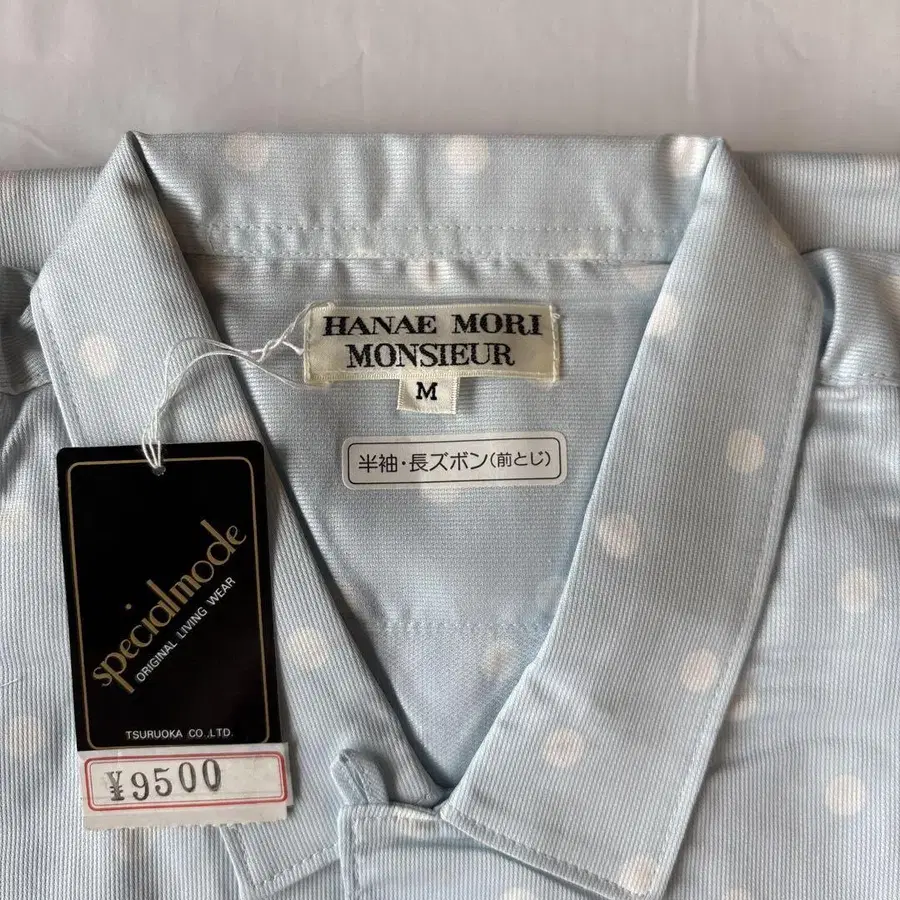 HANAE MORI
MONSIEUR
M
半袖・長ズボン(前とじ)
specialmode
ORIGINAL LIVING WEAR
TSURUOKA CO.,LTD.
¥9500